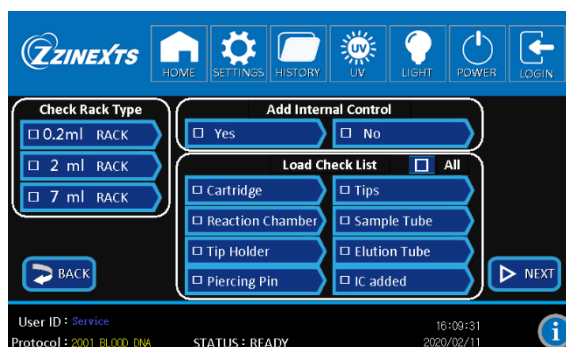 ZZINEXTS
HOME SETTINGS HISTORY UV UV LIGHT POWER LOGIN
Check Rack Type
0.2ml RACK
2 ml RACK
7 ml RACK
Add Internal Control
Yes No
Load Check List All
Cartridge Tips
Reaction Chamber Sample Tube
Tip Holder Elution Tube
Piercing Pin IC added
BACK NEXT
User ID : Service 16:09:31
Protocol : 2001 BLOOD DNA STATUS : READY 2020/02/11
i